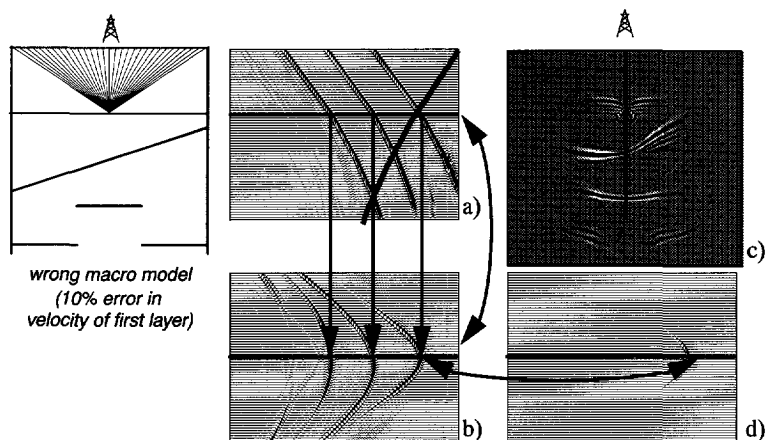 wrong macro model
(10% error in
velocity of first layer)
a)
b)
c)
d)